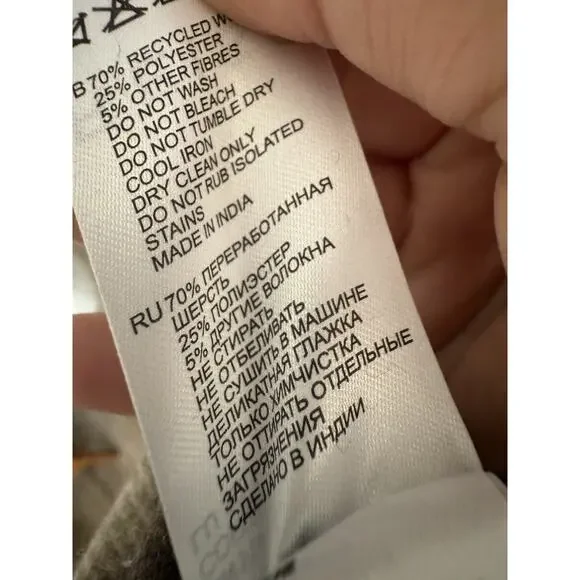 B 70% RECYCLED
25% POLYESTER
5% OTHER FIBRES
DO NOT WASH
DO NOT BLEACH
DO NOT TUMBLE DRY
COOL IRON
DRY CLEAN ONLY
DO NOT RUB ISOLATED
STAINS
MADE IN INDIA
RU 70% ПЕРЕРАБОТАННАЯ
ШЕРСТЬ
25% ПОЛИЭСТЕР
5% ДРУГИЕ ВОЛОКНА
НЕ СТИРАТЬ
НЕ ОТБЕЛИВАТЬ
НЕ СУШИТЬ В МАШИНЕ
ДЕЛИКАТНАЯ ГЛАЖКА
ТОЛЬКО ХИМЧИСТКА
НЕ ОТТИРАТЬ ОТДЕЛЬНЫЕ
ЗАГРЯЗНЕНИЯ
СДЕЛАНО В ИНДИИ